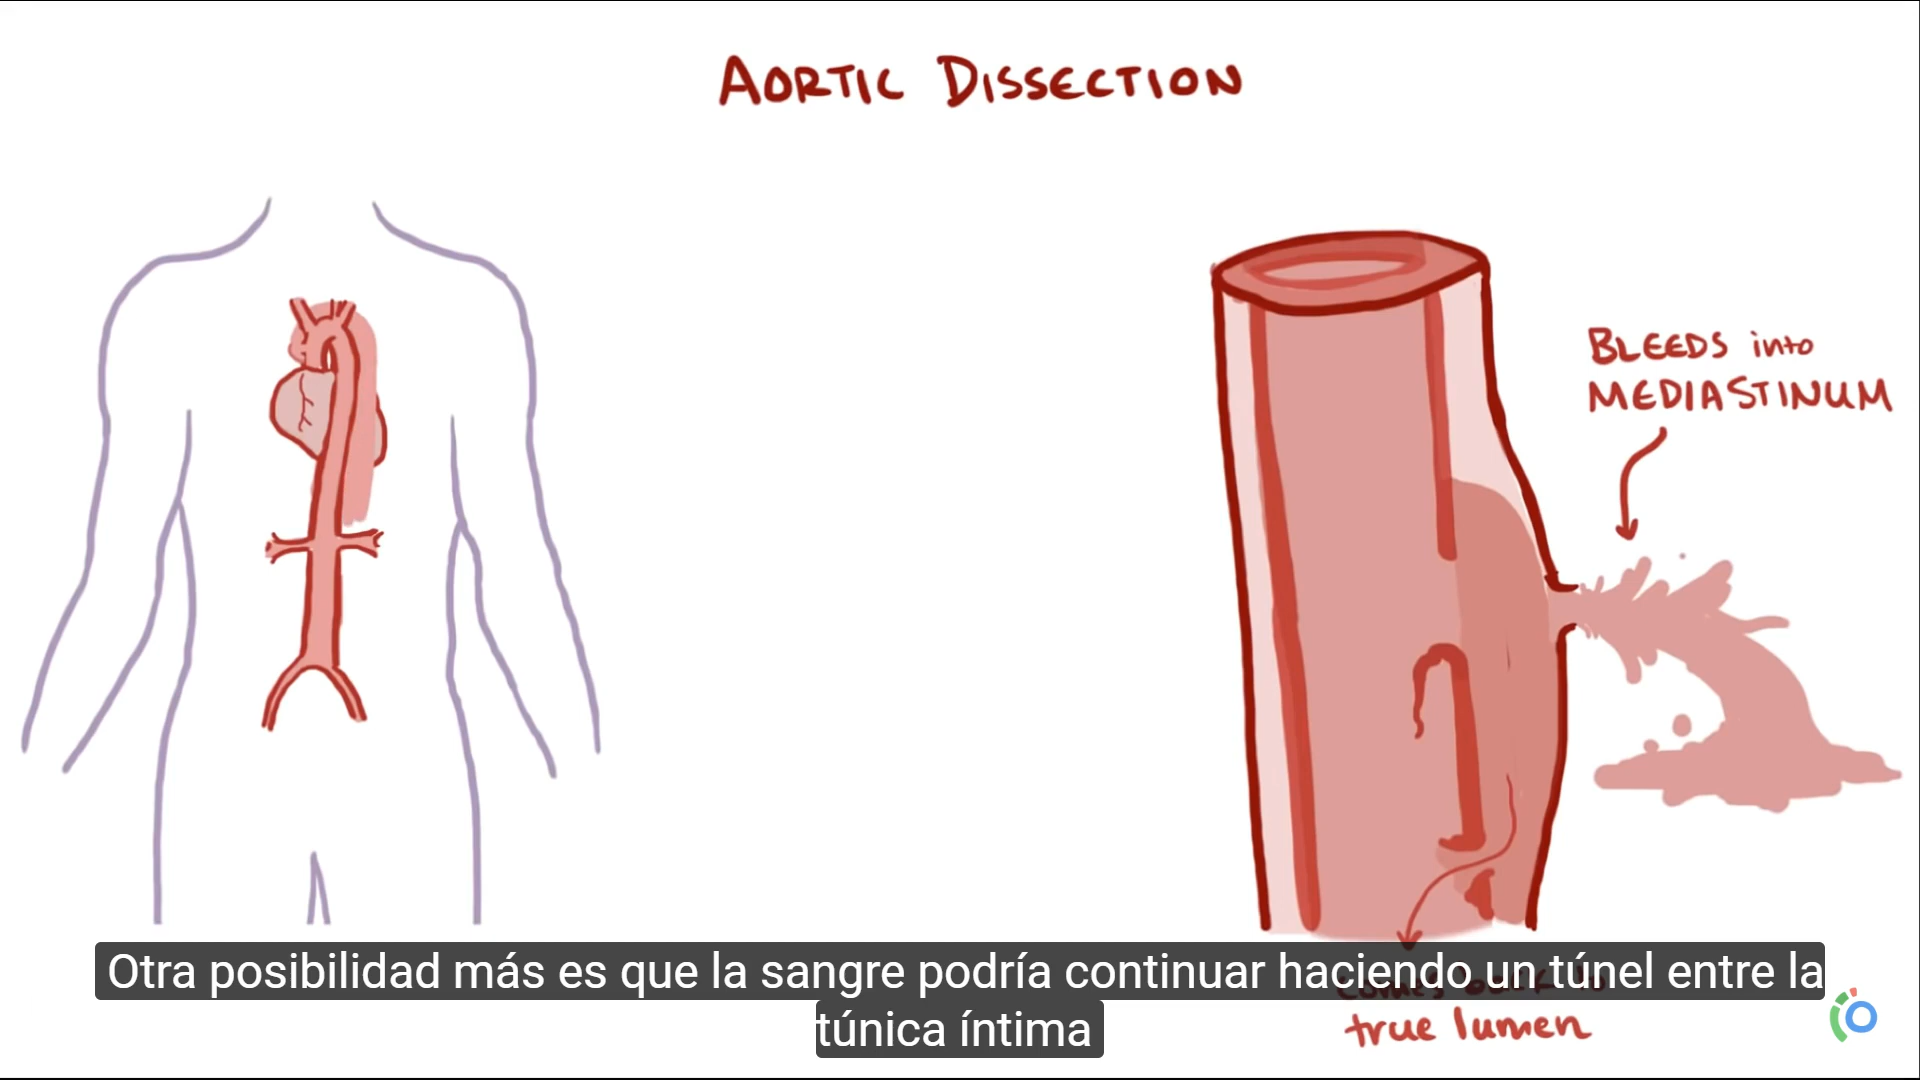 AORTIC DISSECTION
BLEEDS into
MEDIASTINUM
Otra posibilidad más es que la sangre podría continuar haciendo un túnel entre la
túnica íntima
true lumen